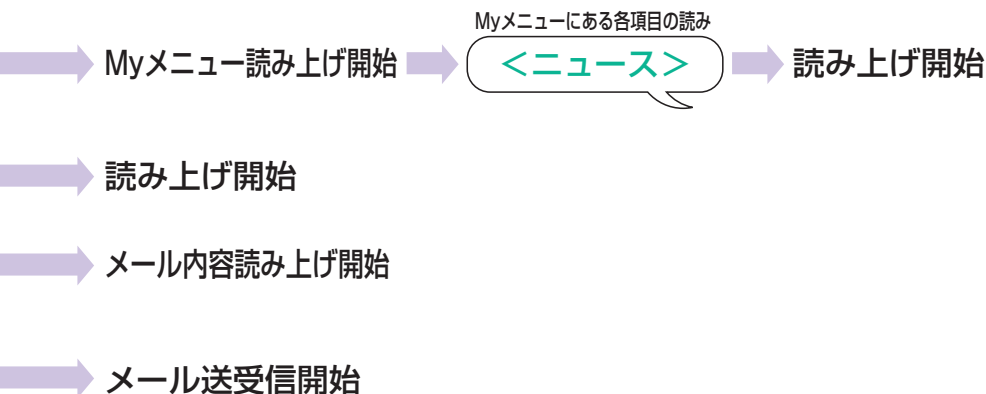 Myメニューにある各項目の読み
Myメニュー読み上げ開始 <ニュース> 読み上げ開始
読み上げ開始
メール内容読み上げ開始
メール送受信開始